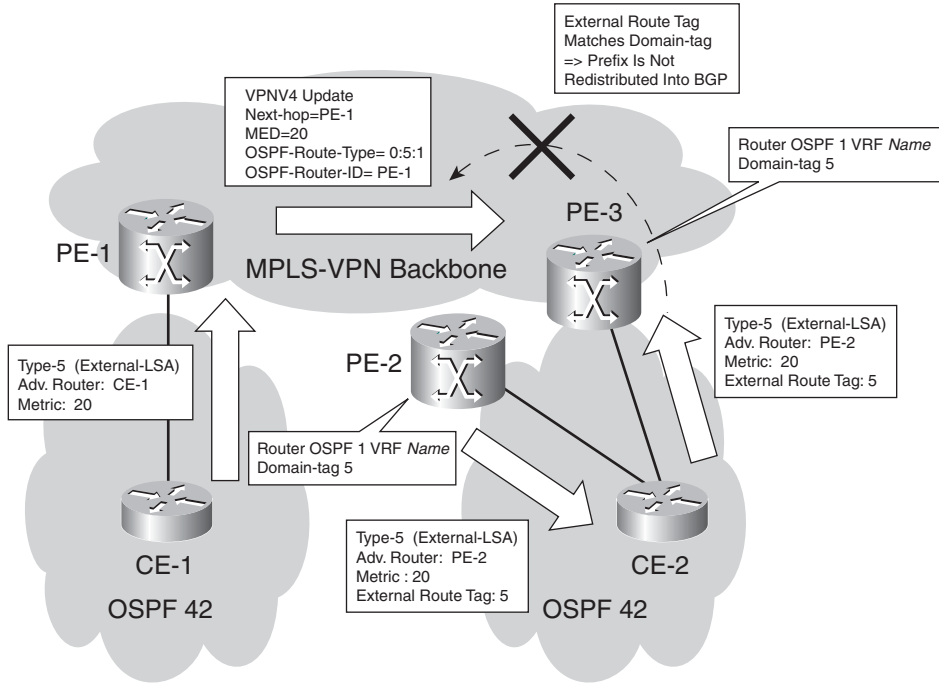 External Route Tag
Matches Domain-tag
=> Prefix Is Not
Redistributed Into BGP
VPNV4 Update
Next-hop=PE-1
MED=20
OSPF-Route-Type= 0:5:1
OSPF-Router-ID= PE-1
Router OSPF 1 VRF Name
Domain-tag 5
PE-3
PE-1
MPLS-VPN Backbone
Type-5 (External-LSA)
Adv. Router: PE-2
Metric: 20
External Route Tag: 5
PE-2
Type-5 (External-LSA)
Adv. Router: CE-1
Metric: 20
Router OSPF 1 VRF Name
Domain-tag 5
Type-5 (External-LSA)
Adv. Router: PE-2
Metric : 20
External Route Tag: 5
CE-1
CE-2
OSPF 42
OSPF 42